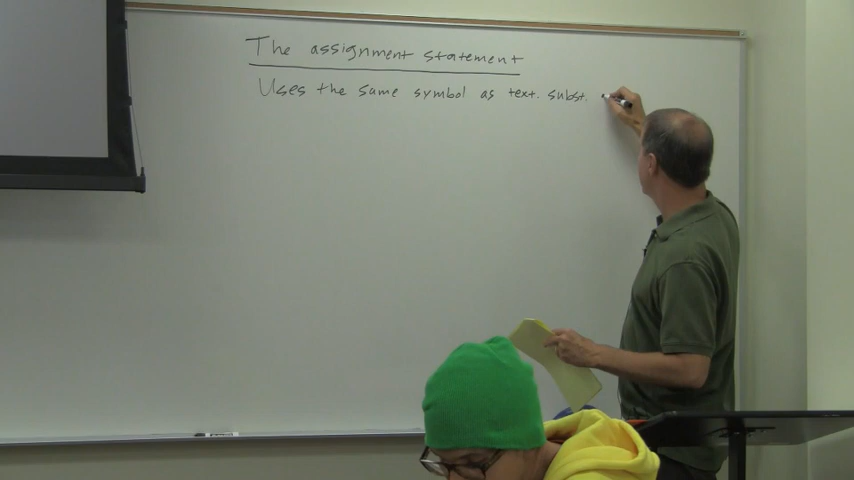 The assignment statement
Uses the same symbol as text. subst.